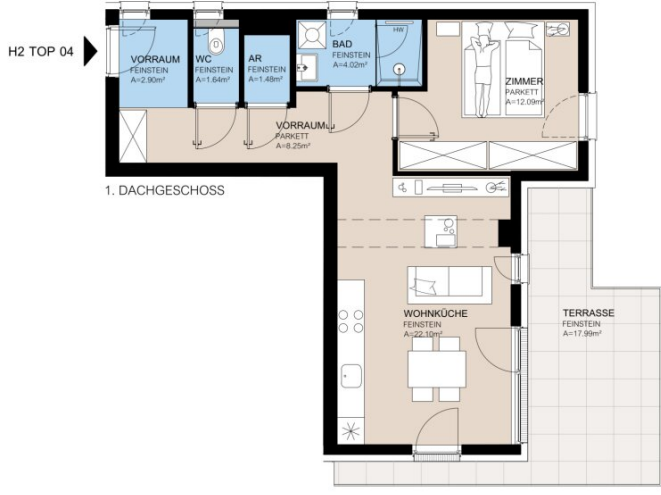 H2 TOP 04
VORRAUM
FEINSTEIN
A=2.90m²
WC
FEINSTEIN
A=1.64m²
AR
FEINSTEIN
A=1.48m²
BAD
FEINSTEIN
A=4.02m²
HW
ZIMMER
PARKETT
A=12.09m²
VORRAUM
PARKETT
A=8.25m²
1. DACHGESCHOSS
WOHNKÜCHE
FEINSTEIN
A=22.10m²
TERRASSE
FEINSTEIN
A=17.99m²